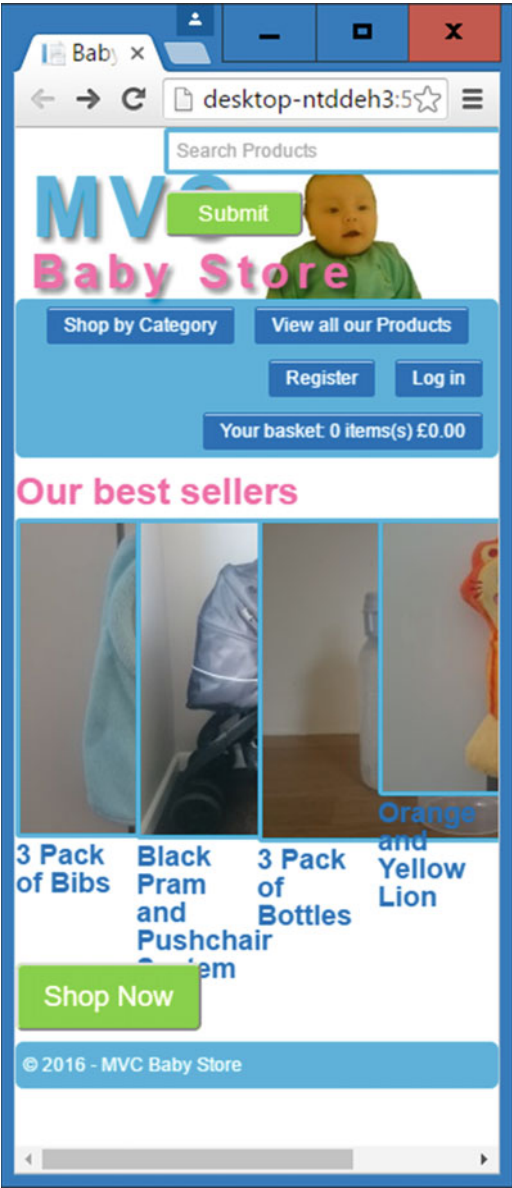 Baby
desktop-ntddeh3:5
Search Products
MVC
Submit
Baby Store
Shop by Category
View all our Products
Register
Log in
Your basket: 0 items(s) £0.00
Our best sellers
3 Pack
of Bibs
Black
Pram
and
Pushchair
3 Pack
of
Bottles
Orange
and
Yellow
Lion
Shop Now
© 2016 - MVC Baby Store